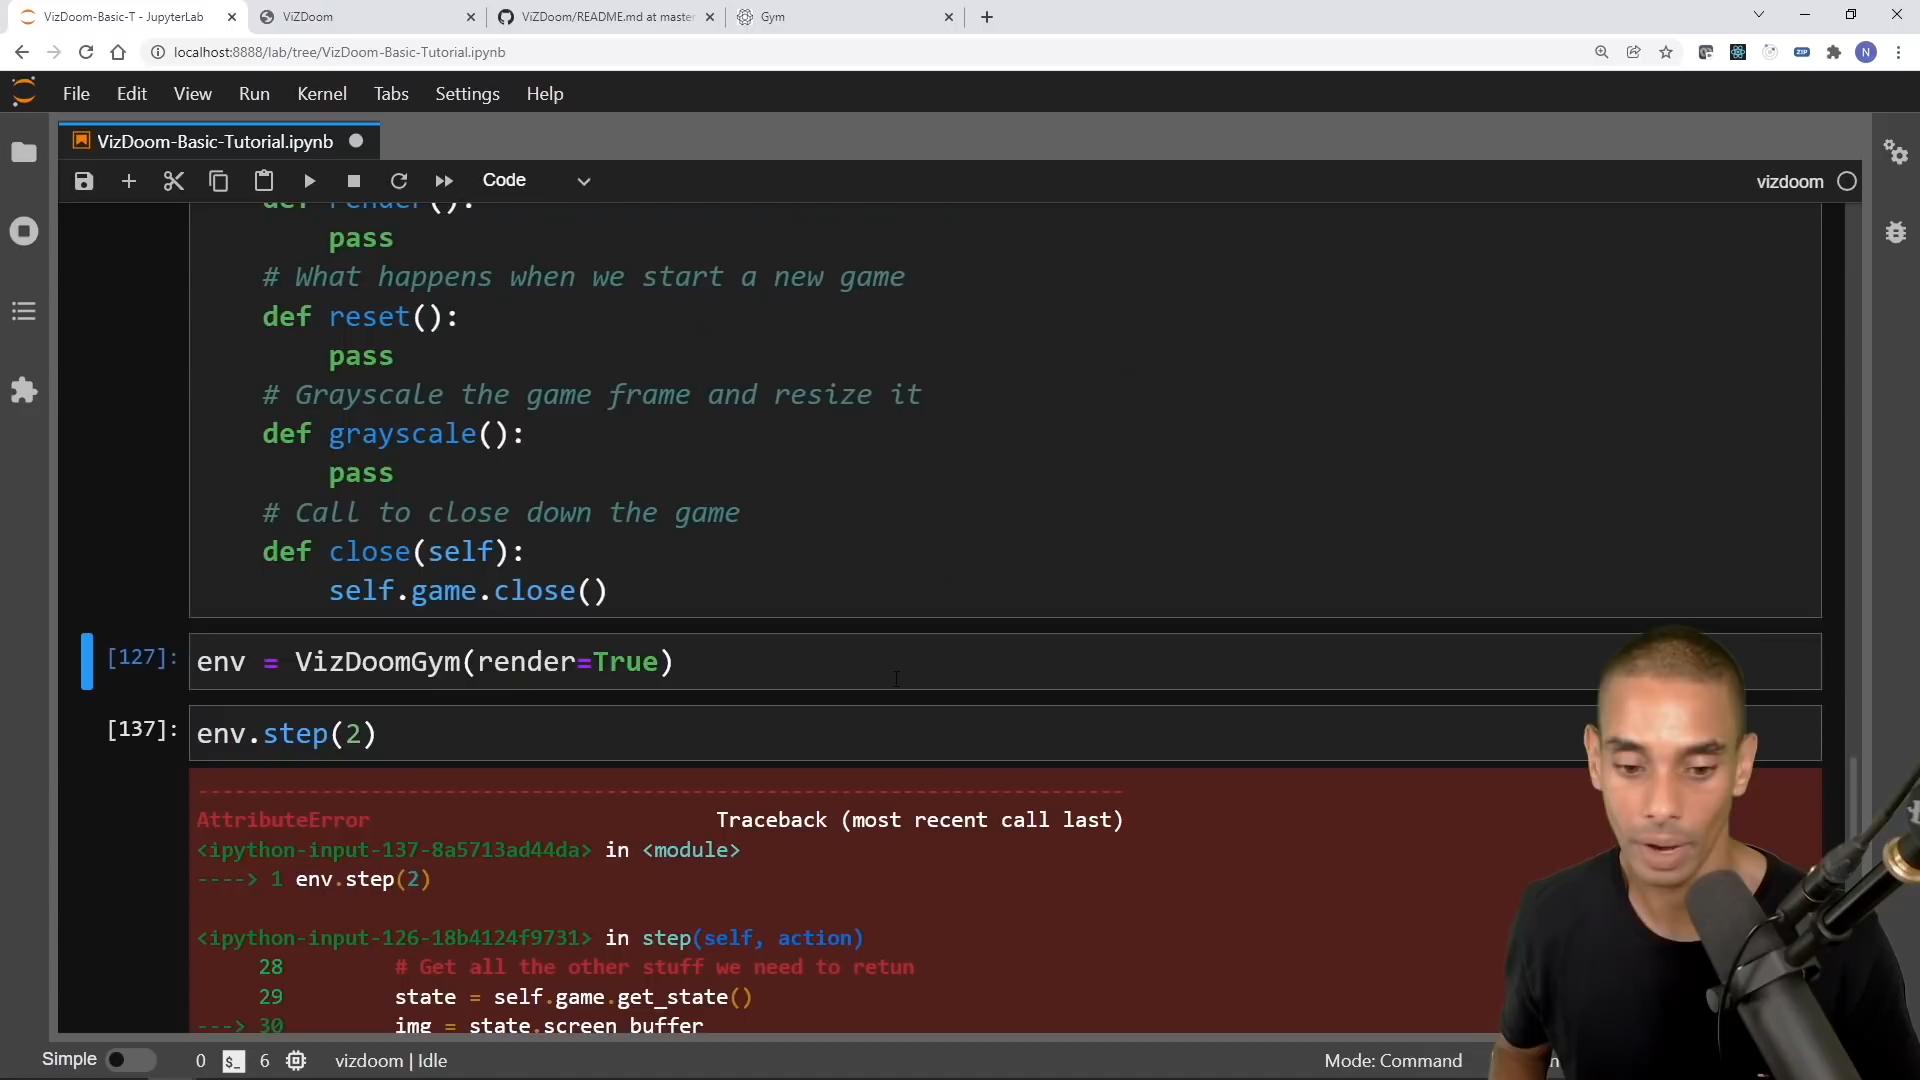 VizDoom-Basic-T - JupyterLab
ViZDoom
ViZDoom/README.md at master
Gym
localhost:8888/lab/tree/VizDoom-Basic-Tutorial.ipynb
ZIP
N
File Edit View Run Kernel Tabs Settings Help
VizDoom-Basic-Tutorial.ipynb
Code
vizdoom
def render():
pass
# What happens when we start a new game
def reset():
pass
# Grayscale the game frame and resize it
def grayscale():
pass
# Call to close down the game
def close(self):
self.game.close()
[127]: env = VizDoomGym(render=True)
[137]: env.step(2)
---------------------------------------------------------------------------
AttributeError Traceback (most recent call last)
<ipython-input-137-8a5713ad44da> in <module>
----> 1 env.step(2)
<ipython-input-126-18b4124f9731> in step(self, action)
28 # Get all the other stuff we need to retun
29 state = self.game.get_state()
---> 30 img = state.screen_buffer
Simple 0 $_ 6 vizdoom | Idle Mode: Command